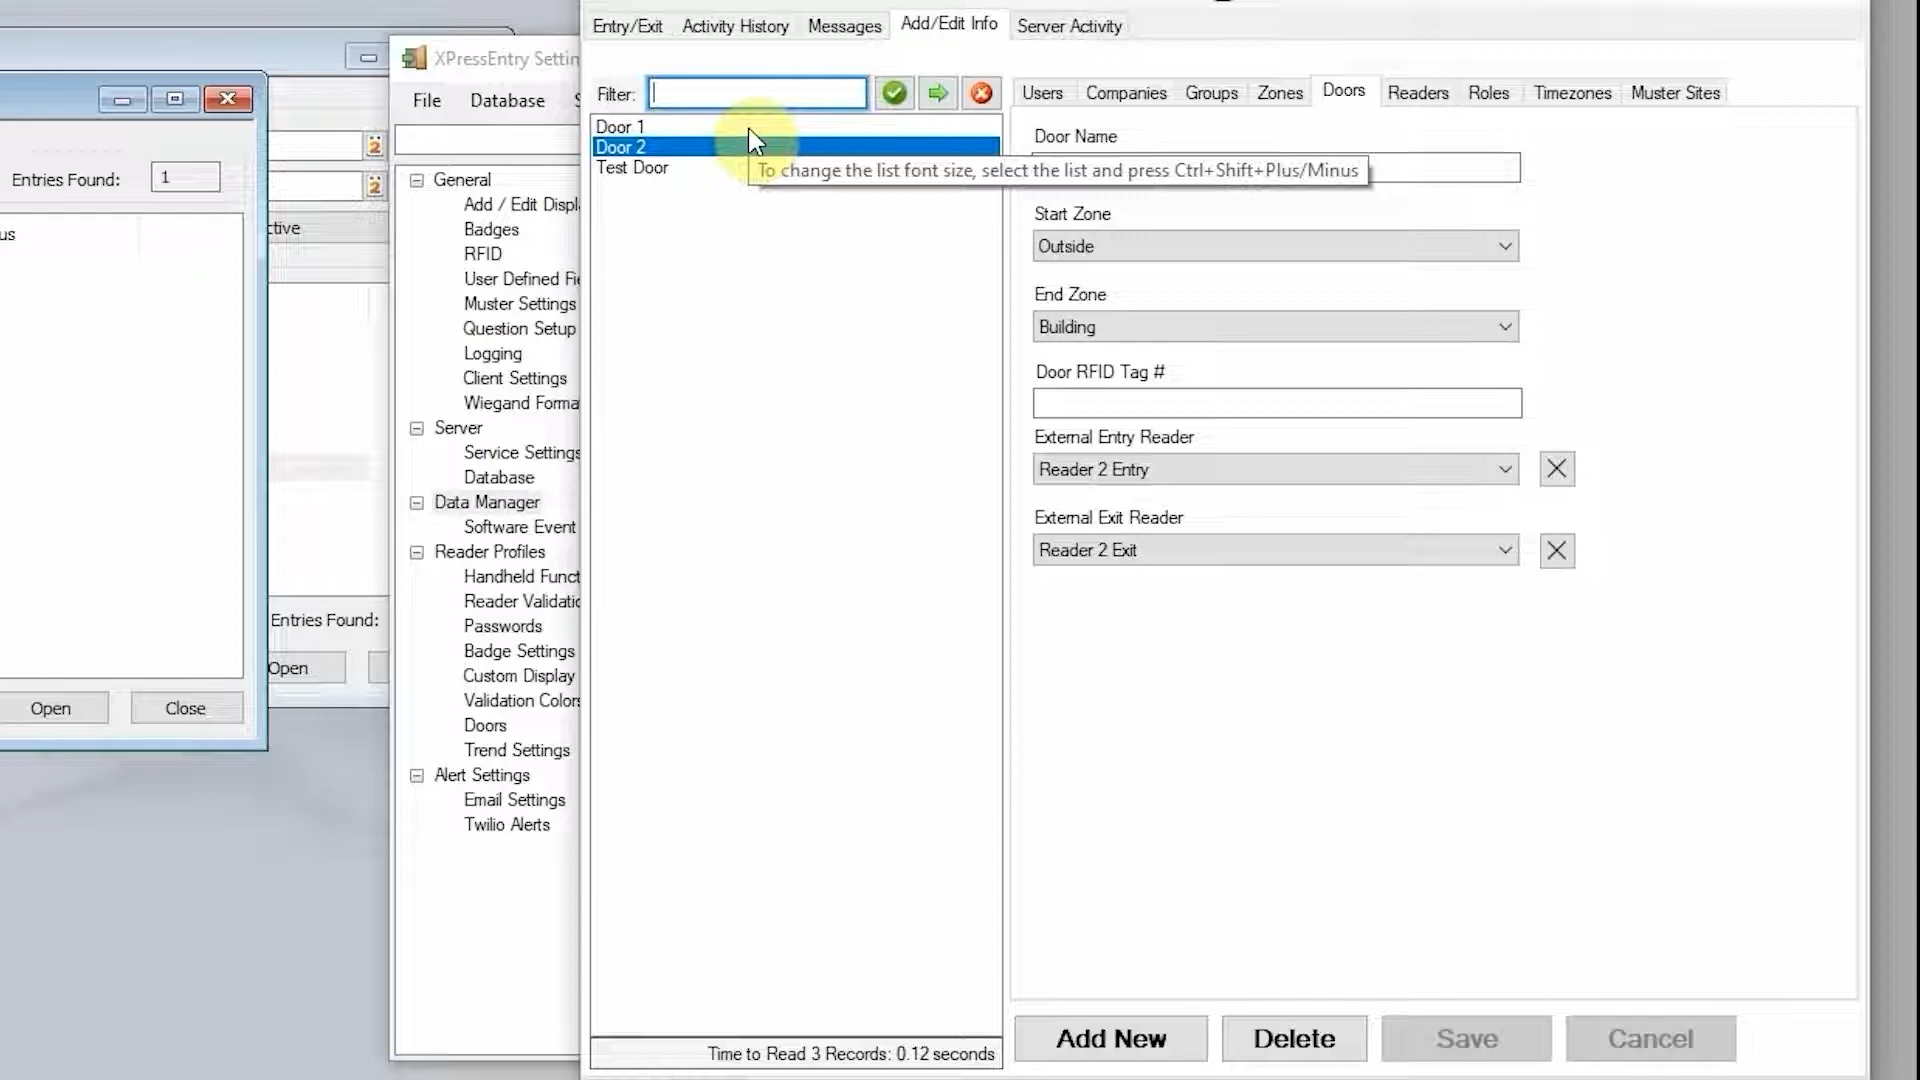 Entries Found:
1
us
Open
Close
ctive
Entries Found:
Open
XPressEntry Settin
File
Database
S
General
Add / Edit Displ
Badges
RFID
User Defined Fie
Muster Settings
Question Setup
Logging
Client Settings
Wiegand Forma
Server
Service Settings
Database
Data Manager
Software Event
Reader Profiles
Handheld Funct
Reader Validatio
Passwords
Badge Settings
Custom Display
Validation Colors
Doors
Trend Settings
Alert Settings
Email Settings
Twilio Alerts
Entry/Exit
Activity History
Messages
Add/Edit Info
Server Activity
Filter:
Door 1
Door 2
Test Door
To change the list font size, select the list and press Ctrl+Shift+Plus/Minus
Time to Read 3 Records: 0.12 seconds
Users
Companies
Groups
Zones
Doors
Readers
Roles
Timezones
Muster Sites
Door Name
Start Zone
Outside
End Zone
Building
Door RFID Tag #
External Entry Reader
Reader 2 Entry
External Exit Reader
Reader 2 Exit
Add New
Delete
Save
Cancel